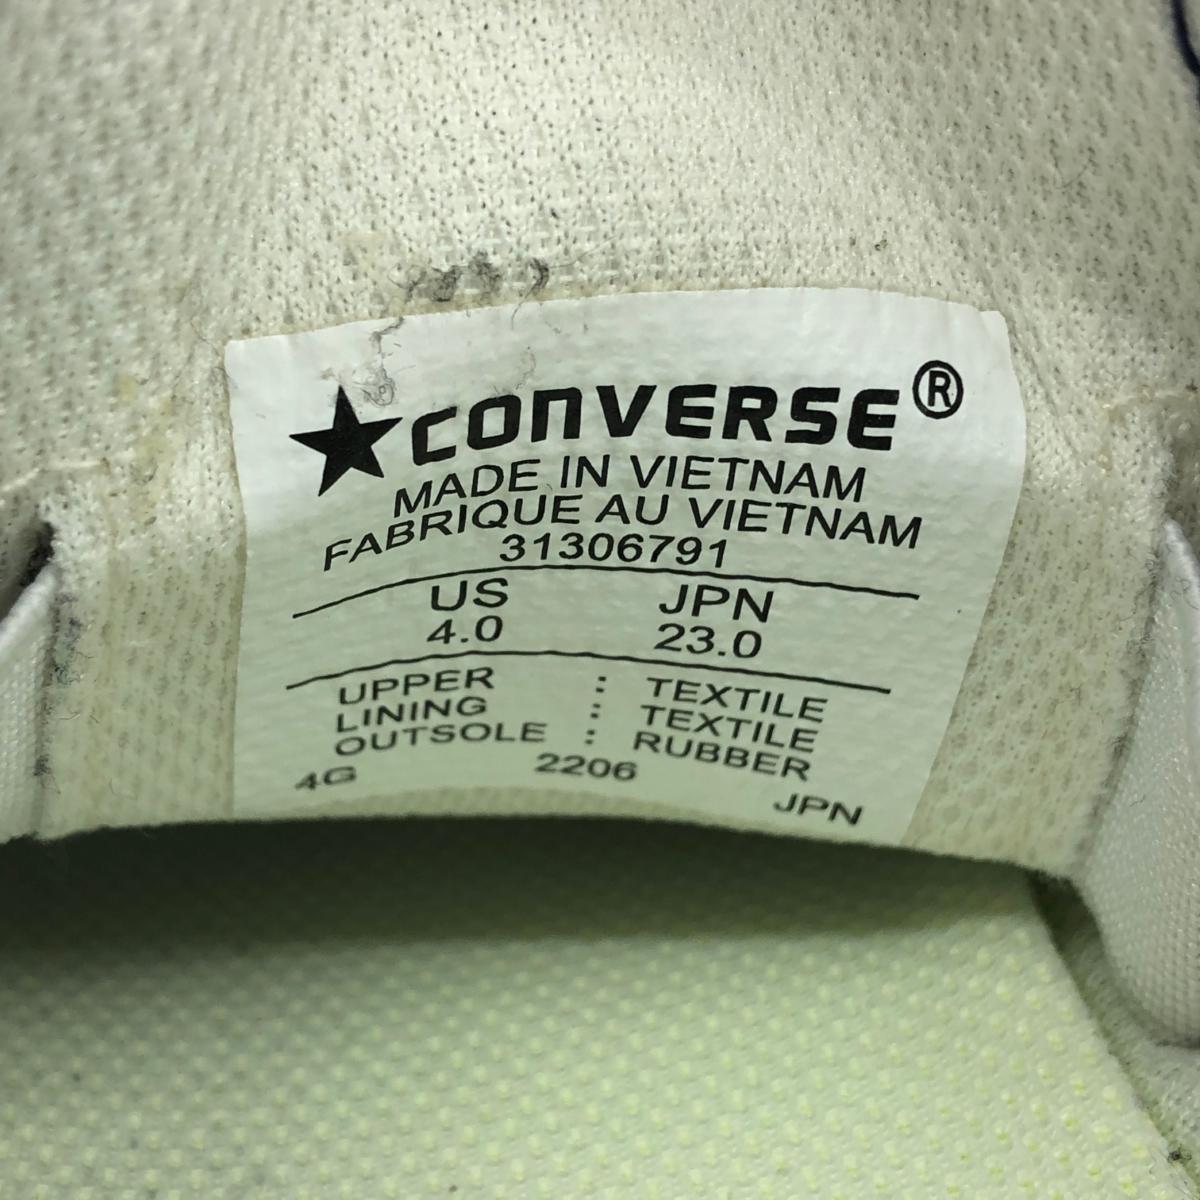 ★CONVERSE®
MADE IN VIETNAM
FABRIQUE AU VIETNAM
31306791
US JPN
4.0 23.0
UPPER : TEXTILE
LINING : TEXTILE
OUTSOLE : RUBBER
4G 2206 JPN